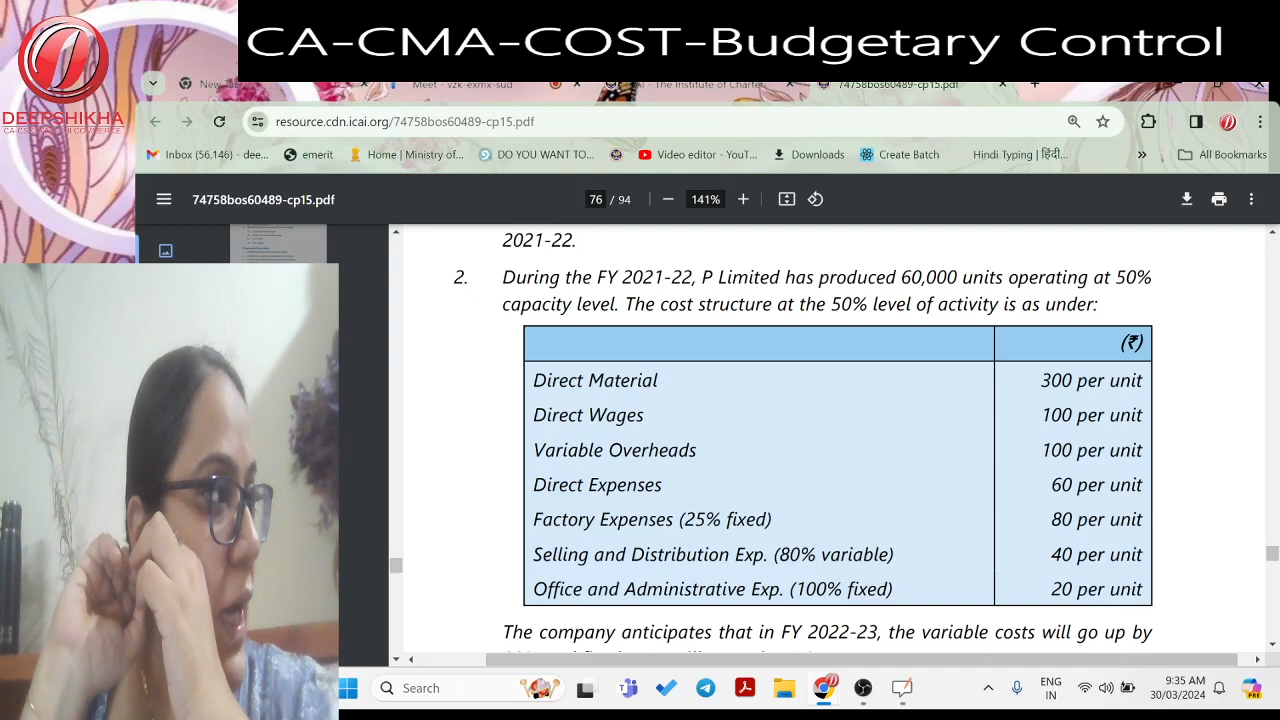 CA-CMA-COST-Budgetary Control
DEEPSHIKHA
New
Meet - vzk-exmx-sud
The Institute of Charter
74758bos60489-cp15.pdf
resource.cdn.icai.org/74758bos60489-cp15.pdf
Inbox (56,146) - dee...
emerit
Home | Ministry of...
DO YOU WANT TO...
Video editor - YouT...
Downloads
Create Batch
Hindi Typing | हिंदी...
All Bookmarks
74758bos60489-cp15.pdf
76 / 94
141%
2021-22.
2. During the FY 2021-22, P Limited has produced 60,000 units operating at 50%
capacity level. The cost structure at the 50% level of activity is as under:
(₹)
Direct Material 300 per unit
Direct Wages 100 per unit
Variable Overheads 100 per unit
Direct Expenses 60 per unit
Factory Expenses (25% fixed) 80 per unit
Selling and Distribution Exp. (80% variable) 40 per unit
Office and Administrative Exp. (100% fixed) 20 per unit
The company anticipates that in FY 2022-23, the variable costs will go up by
Search
ENG
IN
9:35 AM
30/03/2024
PRE